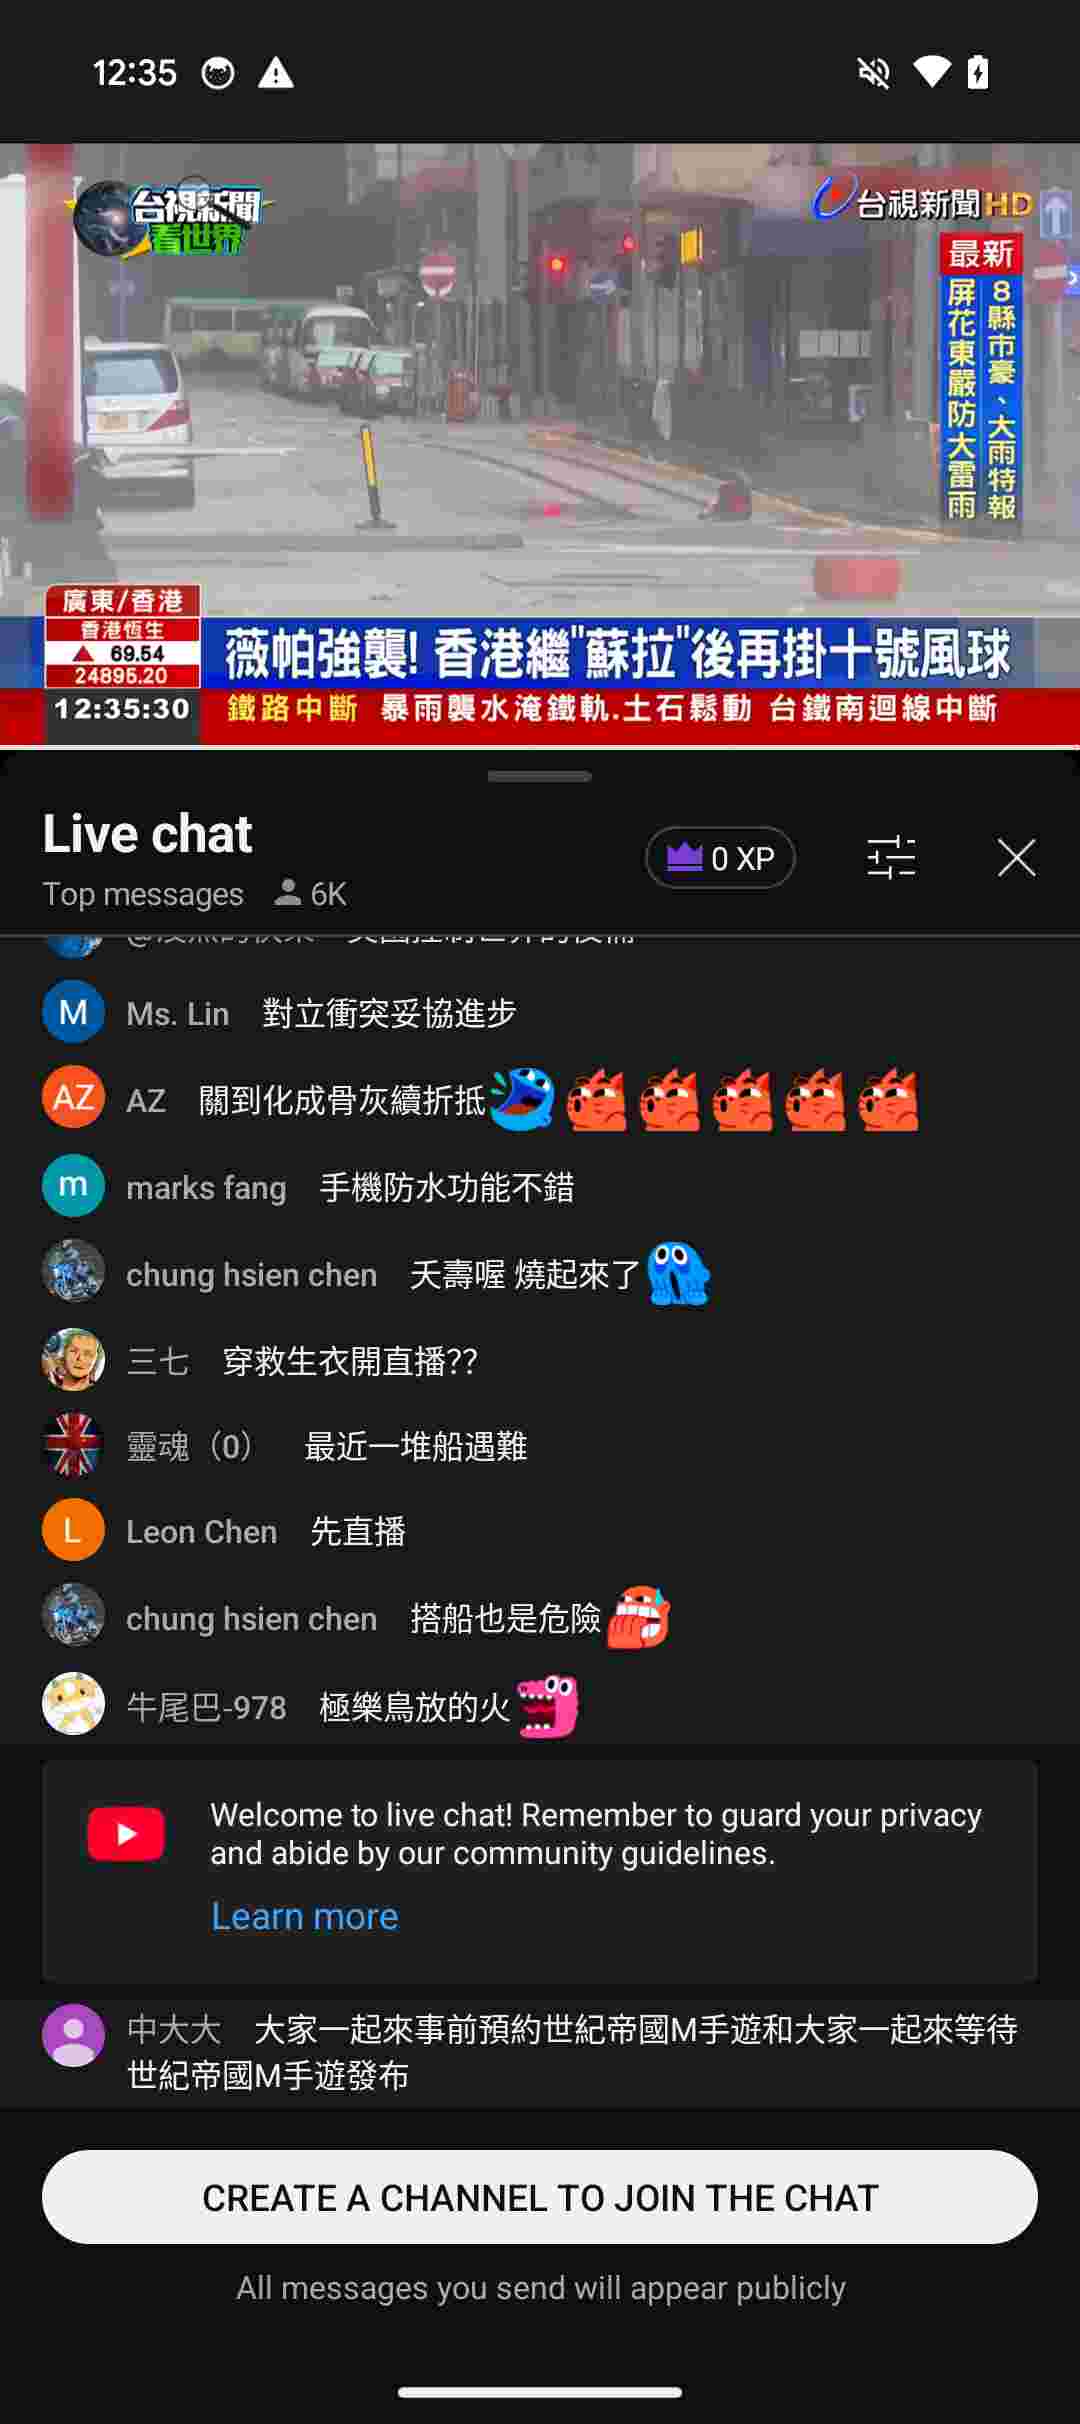 12:35
台視新聞
看世界
台視新聞HD
最新
8縣市豪、大雨特報
屏花東嚴防大雷雨
廣東/香港
香港恆生
▲ 69.54
24895.20
12:35:30
薇帕強襲! 香港繼"蘇拉"後再掛十號風球
鐵路中斷 暴雨襲水淹鐵軌.土石鬆動 台鐵南迴線中斷
Live chat
0 XP
Top messages 6K
Ms. Lin 對立衝突妥協進步
AZ AZ 關到化成骨灰續折抵
m marks fang 手機防水功能不錯
chung hsien chen 夭壽喔 燒起來了
三七 穿救生衣開直播??
靈魂（0） 最近一堆船遇難
L Leon Chen 先直播
chung hsien chen 搭船也是危險
牛尾巴-978 極樂鳥放的火
Welcome to live chat! Remember to guard your privacy
and abide by our community guidelines.
Learn more
中大大 大家一起來事前預約世紀帝國M手遊和大家一起來等待
世紀帝國M手遊發布
CREATE A CHANNEL TO JOIN THE CHAT
All messages you send will appear publicly